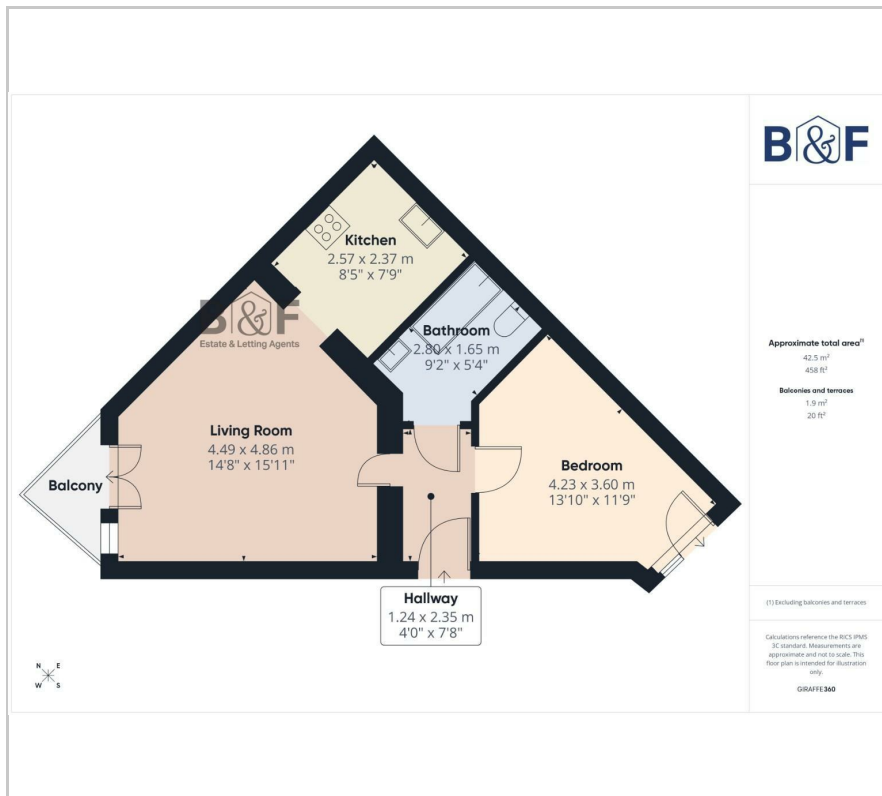 B&F
Kitchen
2.57 x 2.37 m
8'5" x 7'9"
B&F
Estate & Letting Agents
Bathroom
2.80 x 1.65 m
9'2" x 5'4"
Living Room
4.49 x 4.86 m
14'8" x 15'11"
Balcony
Bedroom
4.23 x 3.60 m
13'10" x 11'9"
Hallway
1.24 x 2.35 m
4'0" x 7'8"
N E
W S
Approximate total area⁽¹⁾
42.5 m²
458 ft²
Balconies and terraces
1.9 m²
20 ft²
(1) Excluding balconies and terraces
Calculations reference the RICS IPMS
3C standard. Measurements are
approximate and not to scale. This
floor plan is intended for illustration
only.
GIRAFFE360